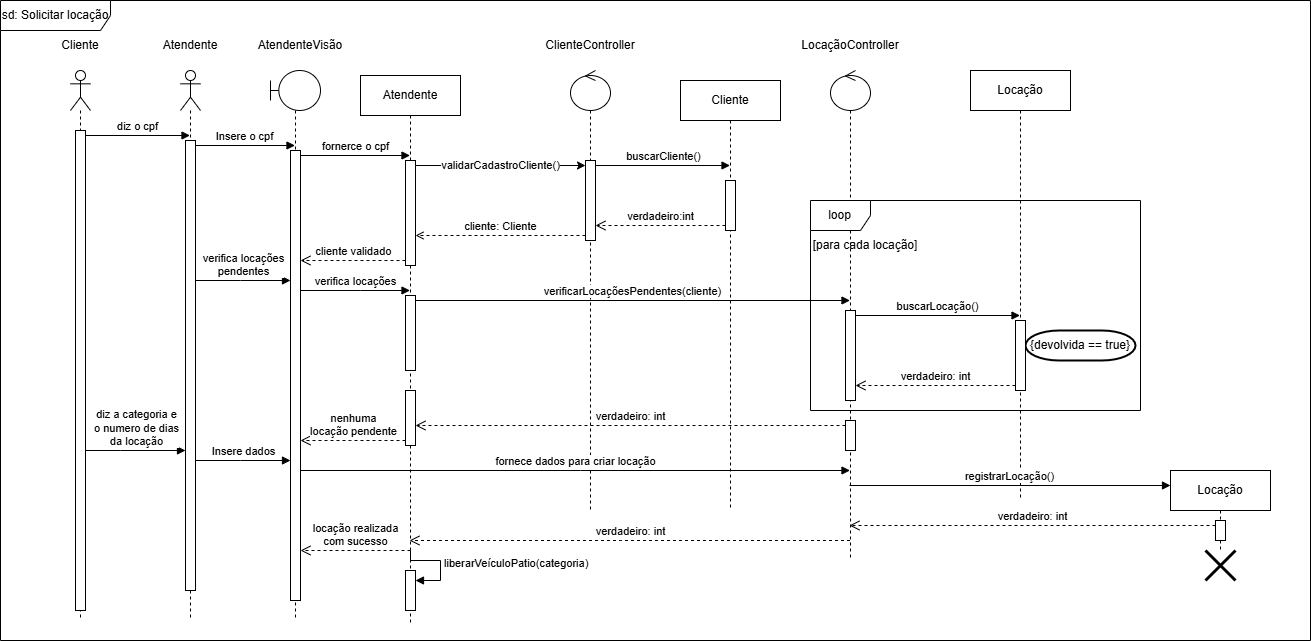 sd: Solicitar locação
Cliente
Atendente
AtendenteVisão
ClienteController
LocaçãoController
Atendente
Cliente
Locação
diz o cpf
Insere o cpf
fornerce o cpf
validarCadastroCliente()
buscarCliente()
verdadeiro:int
cliente: Cliente
loop
[para cada locação]
cliente validado
verifica locações
pendentes
verifica locações
verificarLocaçõesPendentes(cliente)
buscarLocação()
{devolvida == true}
verdadeiro: int
diz a categoria e
o numero de dias
da locação
nenhuma
locação pendente
verdadeiro: int
Insere dados
fornece dados para criar locação
registrarLocação()
Locação
verdadeiro: int
locação realizada
com sucesso
verdadeiro: int
liberarVeículoPatio(categoria)